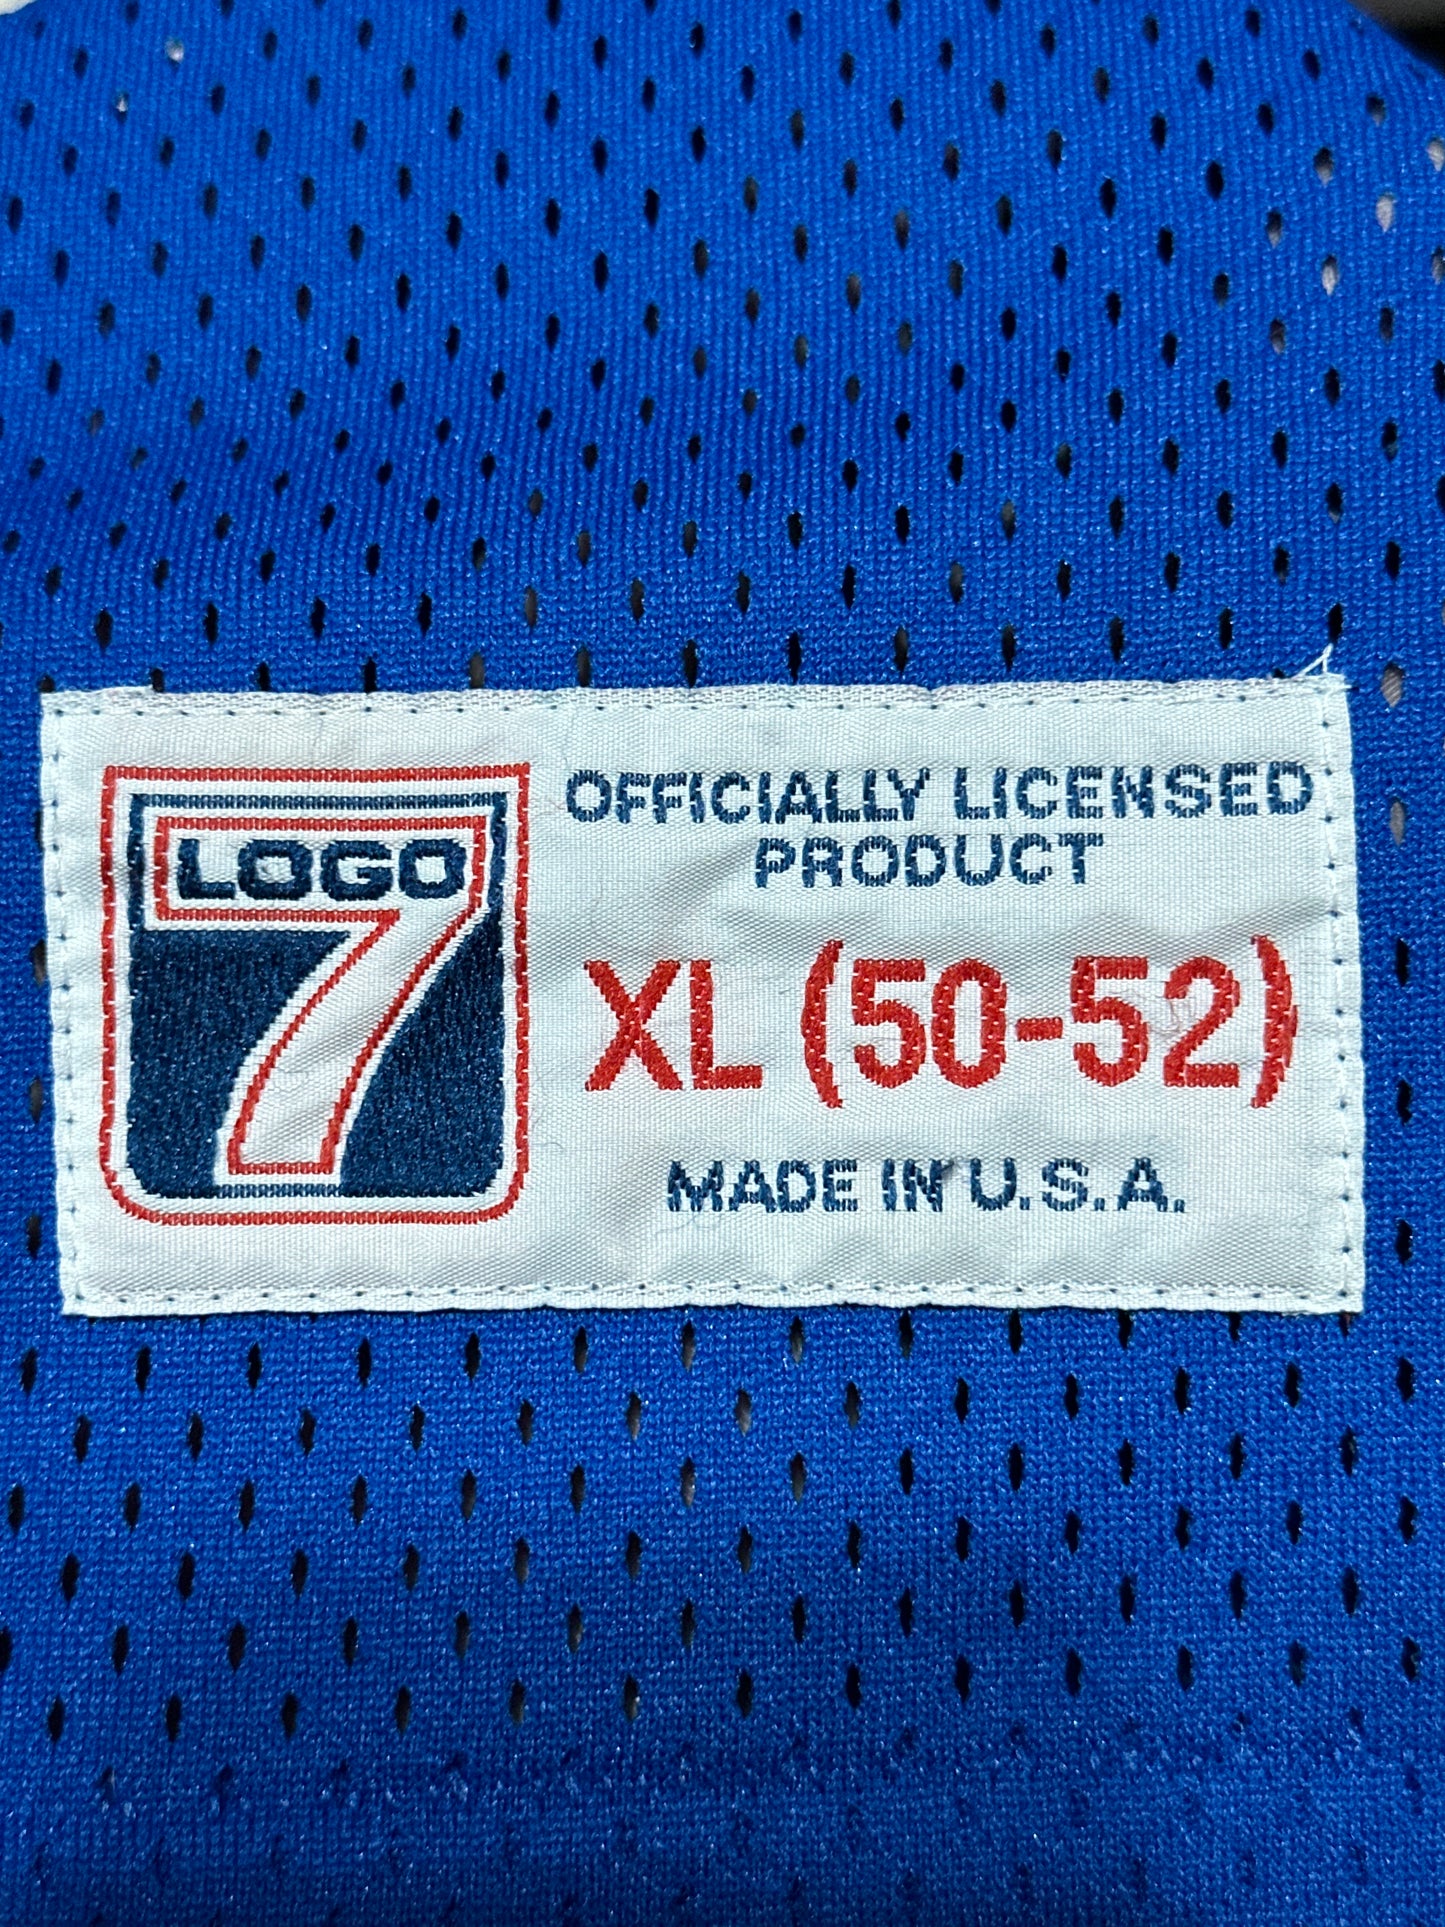 LOGO
7
OFFICIALLY LICENSED
PRODUCT
XL (50-52)
MADE IN U.S.A.